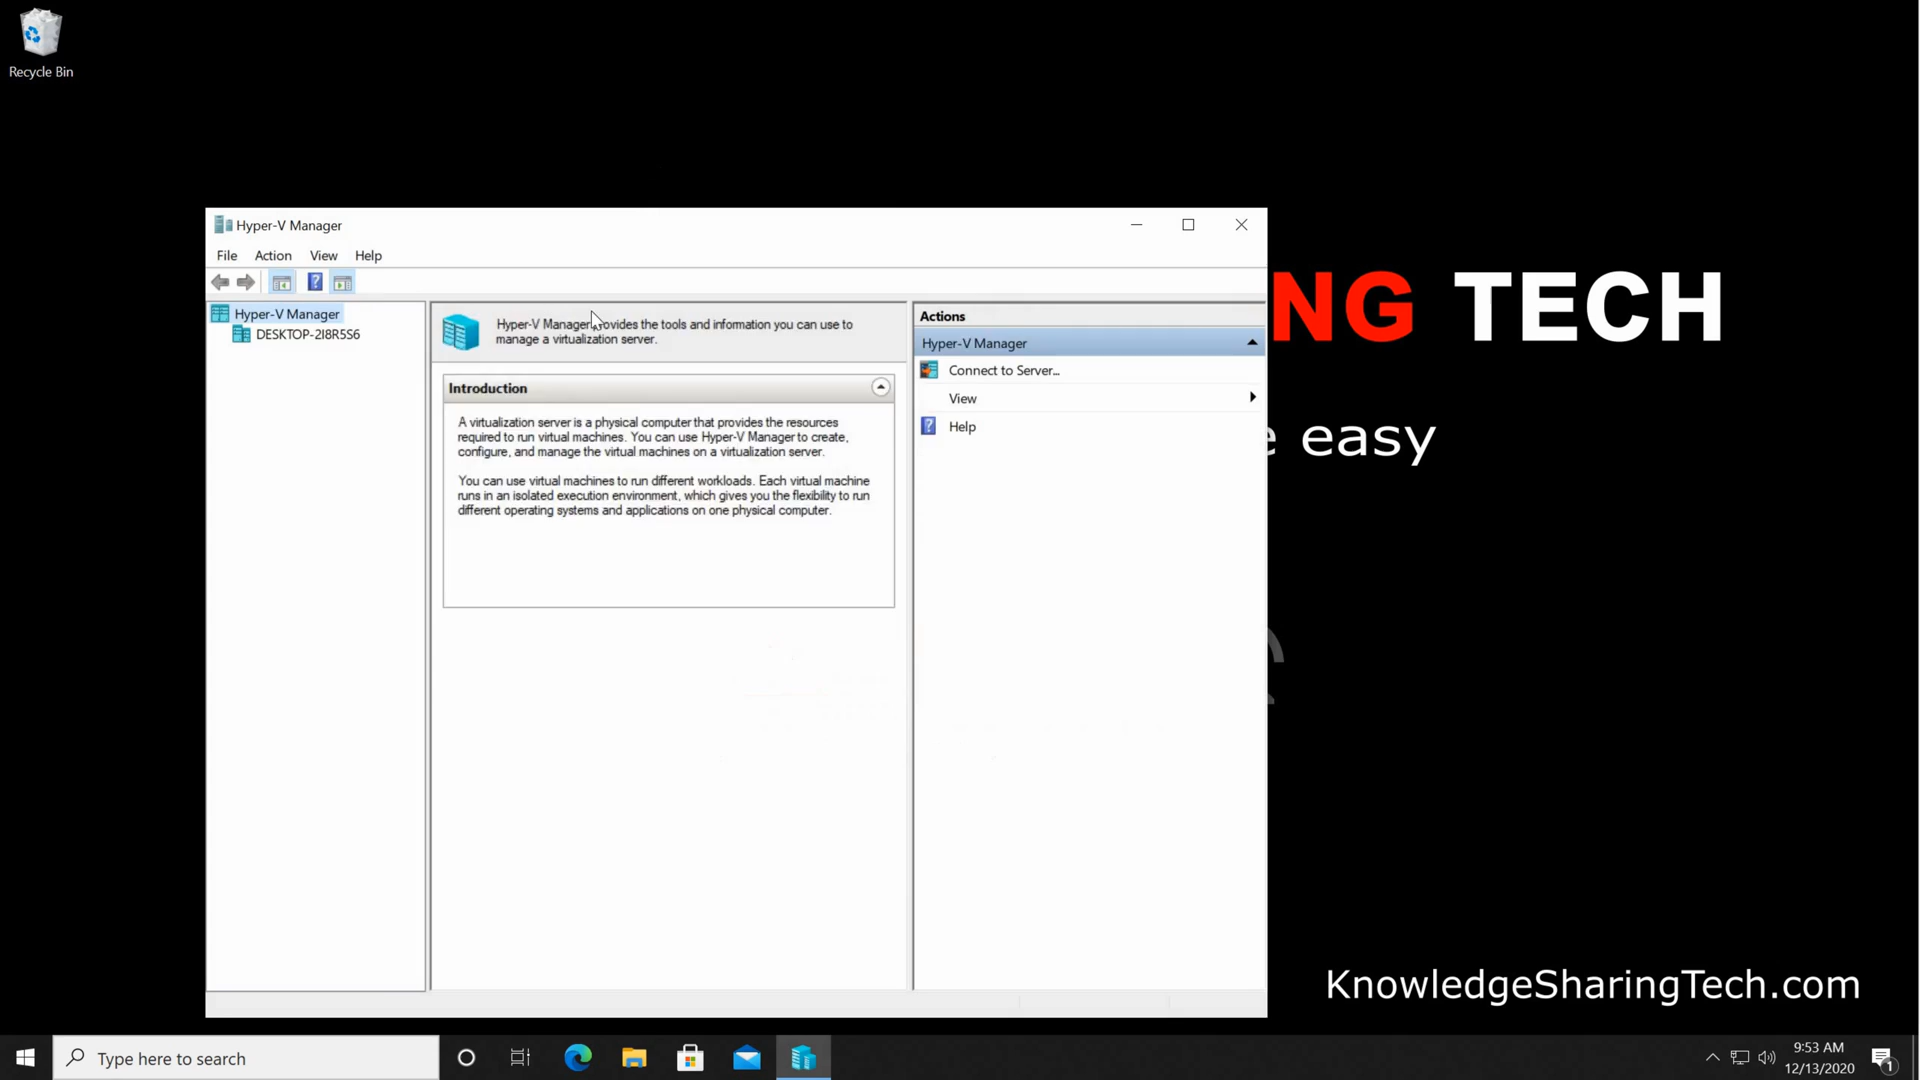 Recycle Bin
Hyper-V Manager
File Action View Help
Hyper-V Manager
DESKTOP-2I8R5S6
Hyper-V Manager provides the tools and information you can use to
manage a virtualization server.
Introduction
A virtualization server is a physical computer that provides the resources
required to run virtual machines. You can use Hyper-V Manager to create,
configure, and manage the virtual machines on a virtualization server.
You can use virtual machines to run different workloads. Each virtual machine
runs in an isolated execution environment, which gives you the flexibility to run
different operating systems and applications on one physical computer.
Actions
Hyper-V Manager
Connect to Server...
View
Help
NG TECH
e easy
KnowledgeSharingTech.com
Type here to search
9:53 AM
12/13/2020
1